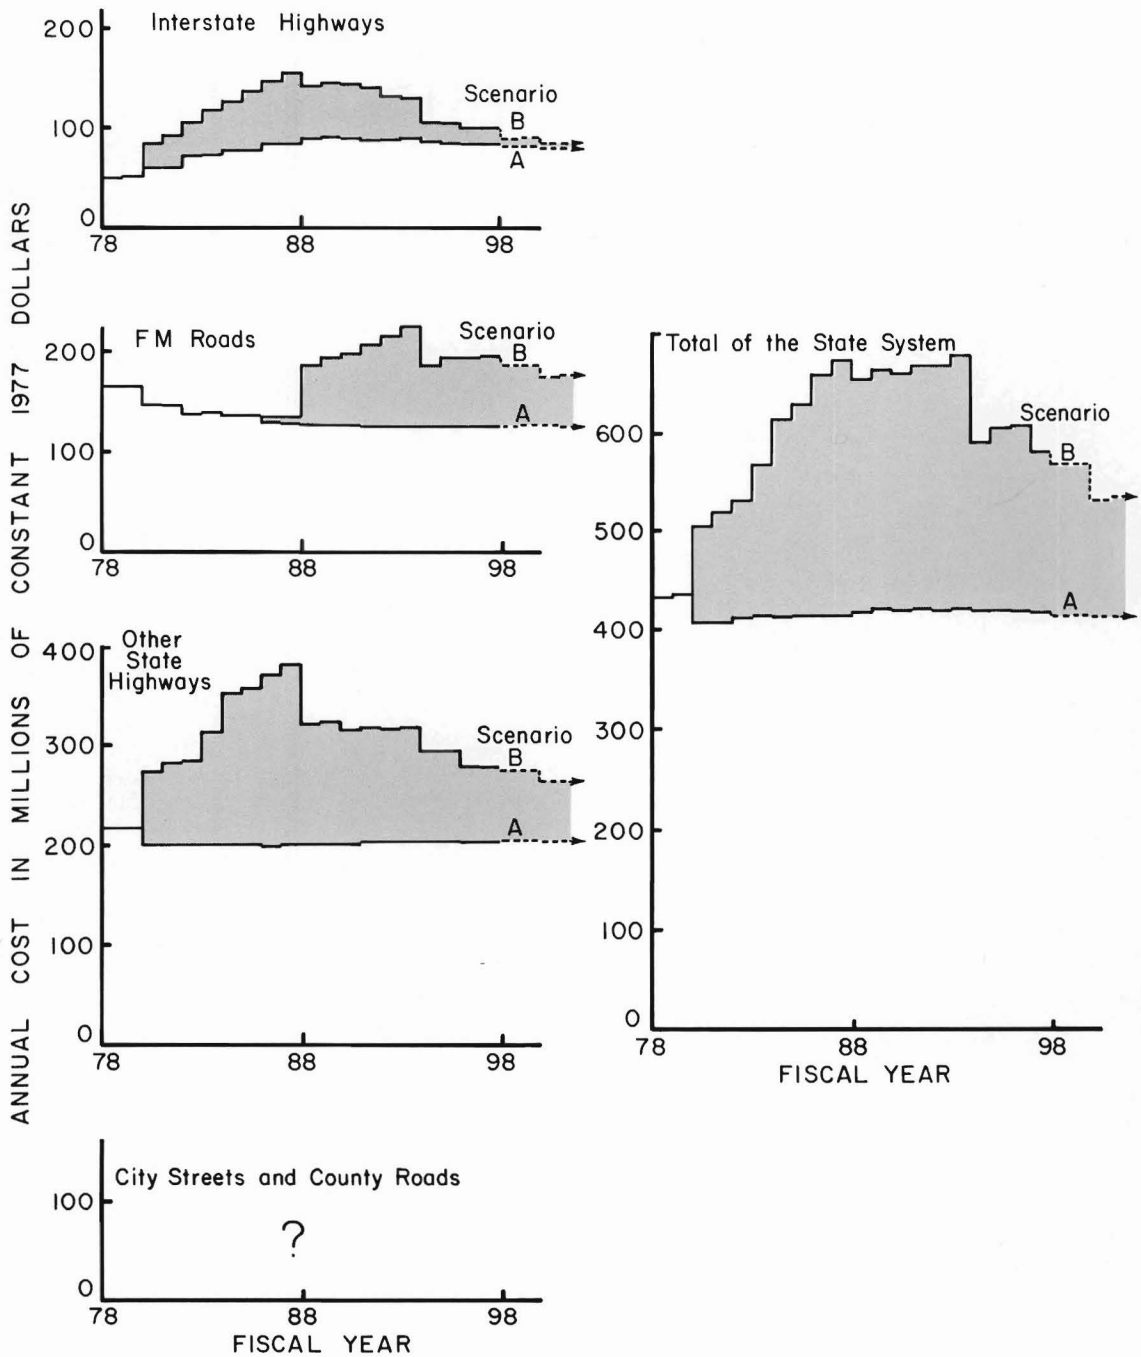 ANNUAL COST IN MILLIONS OF CONSTANT 1977 DOLLARS
Interstate Highways
200
100
0
78 88 98
Scenario
B
A
FM Roads
200
100
0
78 88 98
Scenario
B
A
Other
State
Highways
400
300
200
100
0
78 88 98
Scenario
B
A
City Streets and County Roads
100
?
0
78 88 98
FISCAL YEAR
Total of the State System
600
500
400
300
200
100
0
78 88 98
Scenario
B
A
FISCAL YEAR